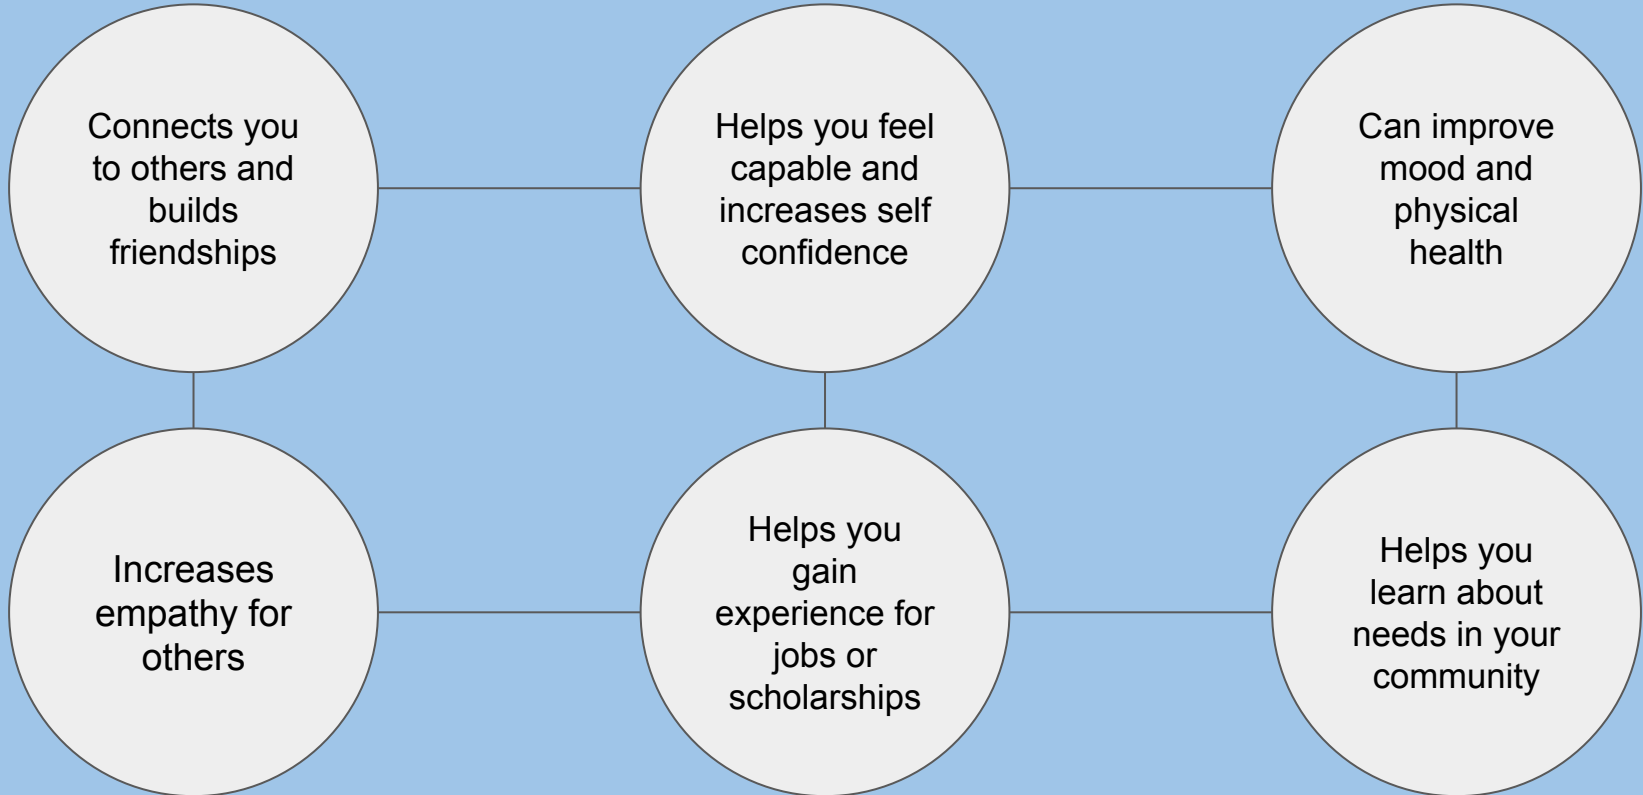 Connects you
to others and
builds
friendships
Helps you feel
capable and
increases self
confidence
Can improve
mood and
physical
health
Increases
empathy for
others
Helps you
gain
experience for
jobs or
scholarships
Helps you
learn about
needs in your
community